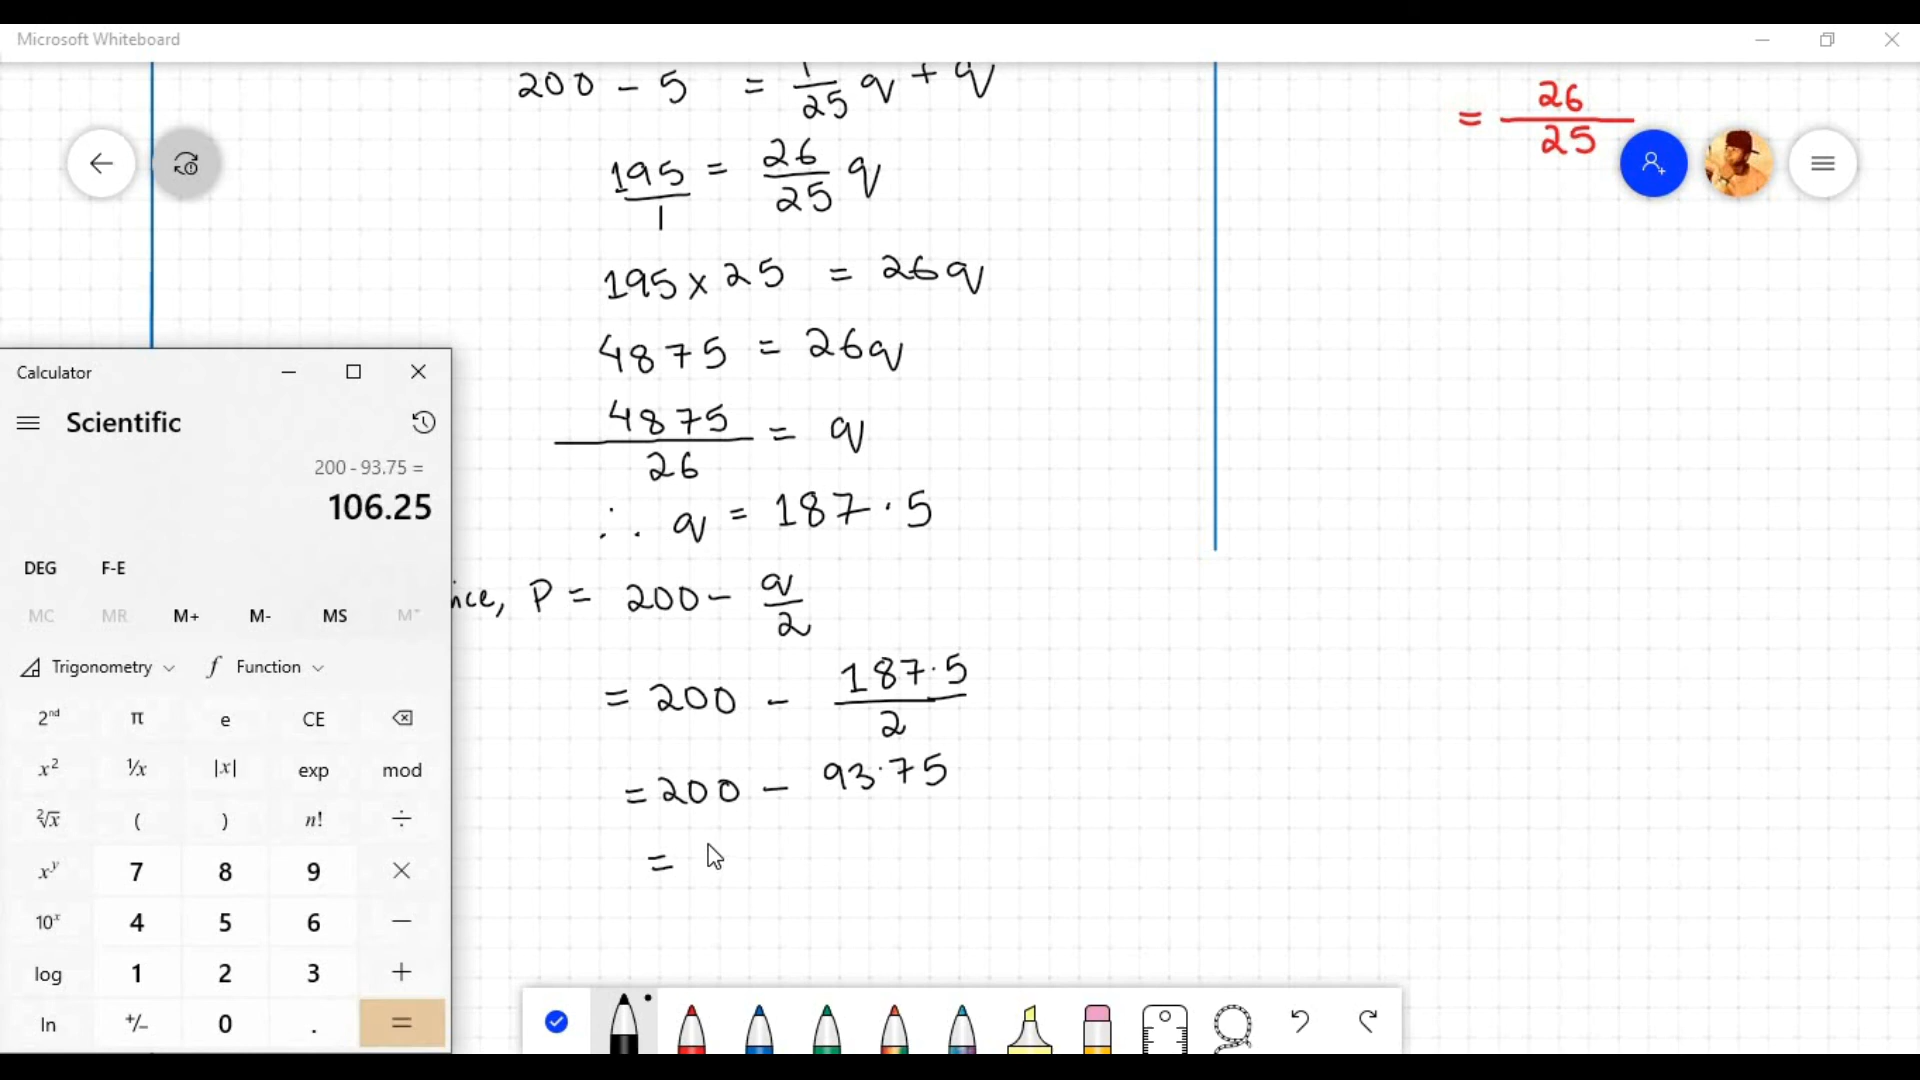 Microsoft Whiteboard
200 - 5 = 1/25 q + q
195/1 = 26/25 q
195 × 25 = 26q
4875 = 26q
4875/26 = q
∴ q = 187.5
nce, P = 200 - q/2
= 200 - 187.5/2
= 200 - 93.75
=
= 26/25
Calculator
Scientific
200 - 93.75 =
106.25
DEG F-E
MC MR M+ M- MS M˅
Trigonometry f Function
2ⁿᵈ π e CE
x² ¹/x |x| exp mod
²√x ( ) n! ÷
xʸ 7 8 9 ×
10ˣ 4 5 6 −
log 1 2 3 +
ln +/− 0 . =